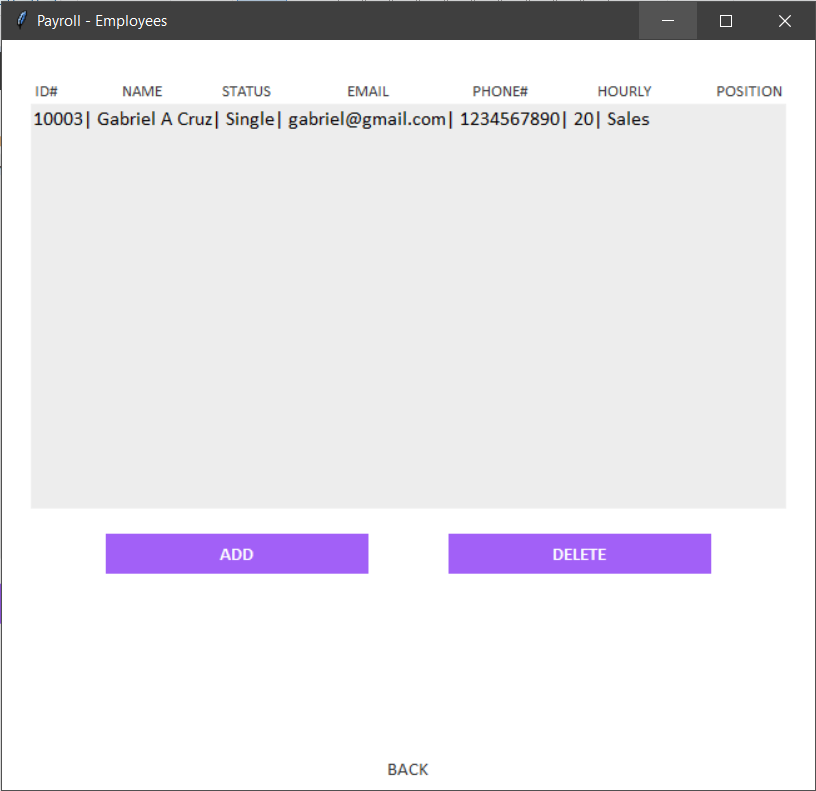 Payroll - Employees
ID# NAME STATUS EMAIL PHONE# HOURLY POSITION
10003| Gabriel A Cruz| Single| gabriel@gmail.com| 1234567890| 20| Sales
ADD DELETE
BACK